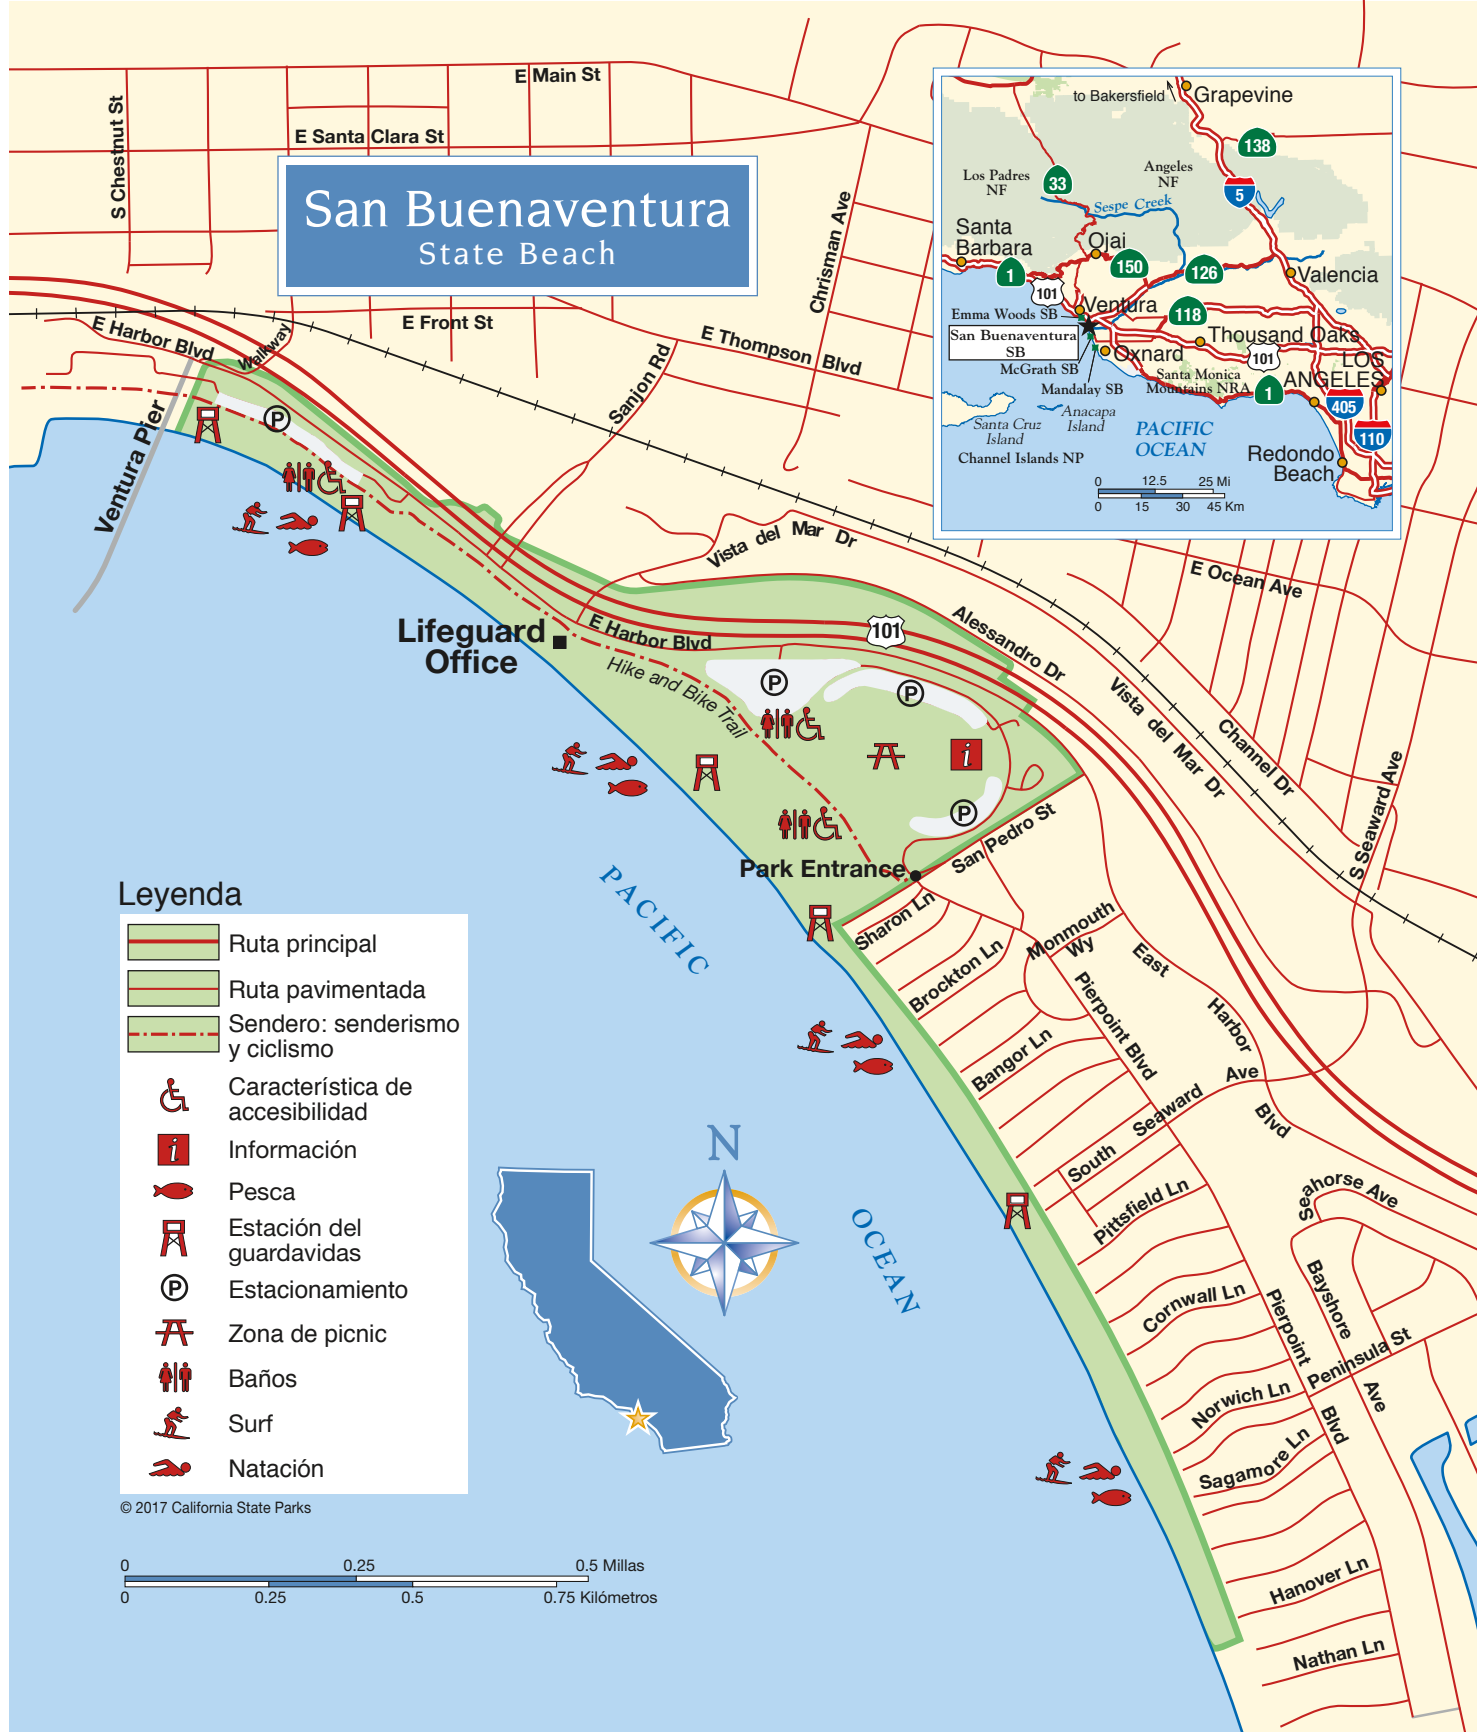 E Main St
S Chestnut St
E Santa Clara St
San Buenaventura
State Beach
Chrisman Ave
E Harbor Blvd
Walkway
E Front St
E Thompson Blvd
Sanjon Rd
Ventura Pier
P
Vista del Mar Dr
E Ocean Ave
Lifeguard
Office
E Harbor Blvd
101
Alessandro Dr
Hike and Bike Trail
P
P
i
P
Vista del Mar Dr
Channel Dr
S Seaward Ave
San Pedro St
Park Entrance
Sharon Ln
Brockton Ln
Monmouth
Wy
East Harbor Blvd
Pierpoint Blvd
Bangor Ln
South Seaward Ave
Pittsfield Ln
Seahorse Ave
Bayshore Ave
Cornwall Ln
Pierpoint Blvd
Peninsula St
Norwich Ln
Sagamore Ln
Hanover Ln
Nathan Ln
PACIFIC
OCEAN
N
to Bakersfield
Grapevine
138
Los Padres
NF
33
Angeles
NF
5
Sespe Creek
Santa
Barbara
Ojai
1
150
126
Valencia
101
Ventura
Emma Woods SB
118
San Buenaventura
SB
Thousand Oaks
Oxnard
101
LOS
ANGELES
McGrath SB
Santa Monica
Mountains NRA
Mandalay SB
1
405
Anacapa
Island
Santa Cruz
Island
Channel Islands NP
PACIFIC
OCEAN
110
Redondo
Beach
0 12.5 25 Mi
0 15 30 45 Km
Leyenda
Ruta principal
Ruta pavimentada
Sendero: senderismo
y ciclismo
Característica de
accesibilidad
i Información
Pesca
Estación del
guardavidas
P Estacionamiento
Zona de picnic
Baños
Surf
Natación
© 2017 California State Parks
0 0.25 0.5 Millas
0 0.25 0.5 0.75 Kilómetros